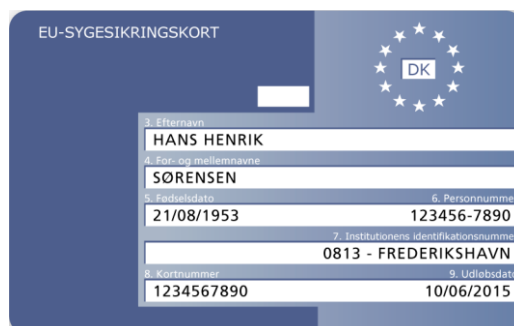 EU-SYGESIKRINGSKORT
DK
3. Efternavn
HANS HENRIK
4. For- og mellemnavne
SØRENSEN
5. Fødselsdato 6. Personnumme
21/08/1953 123456-7890
7. Institutionens identifikationsnumme
0813 - FREDERIKSHAVN
8. Kortnummer 9. Udløbsdato
1234567890 10/06/2015